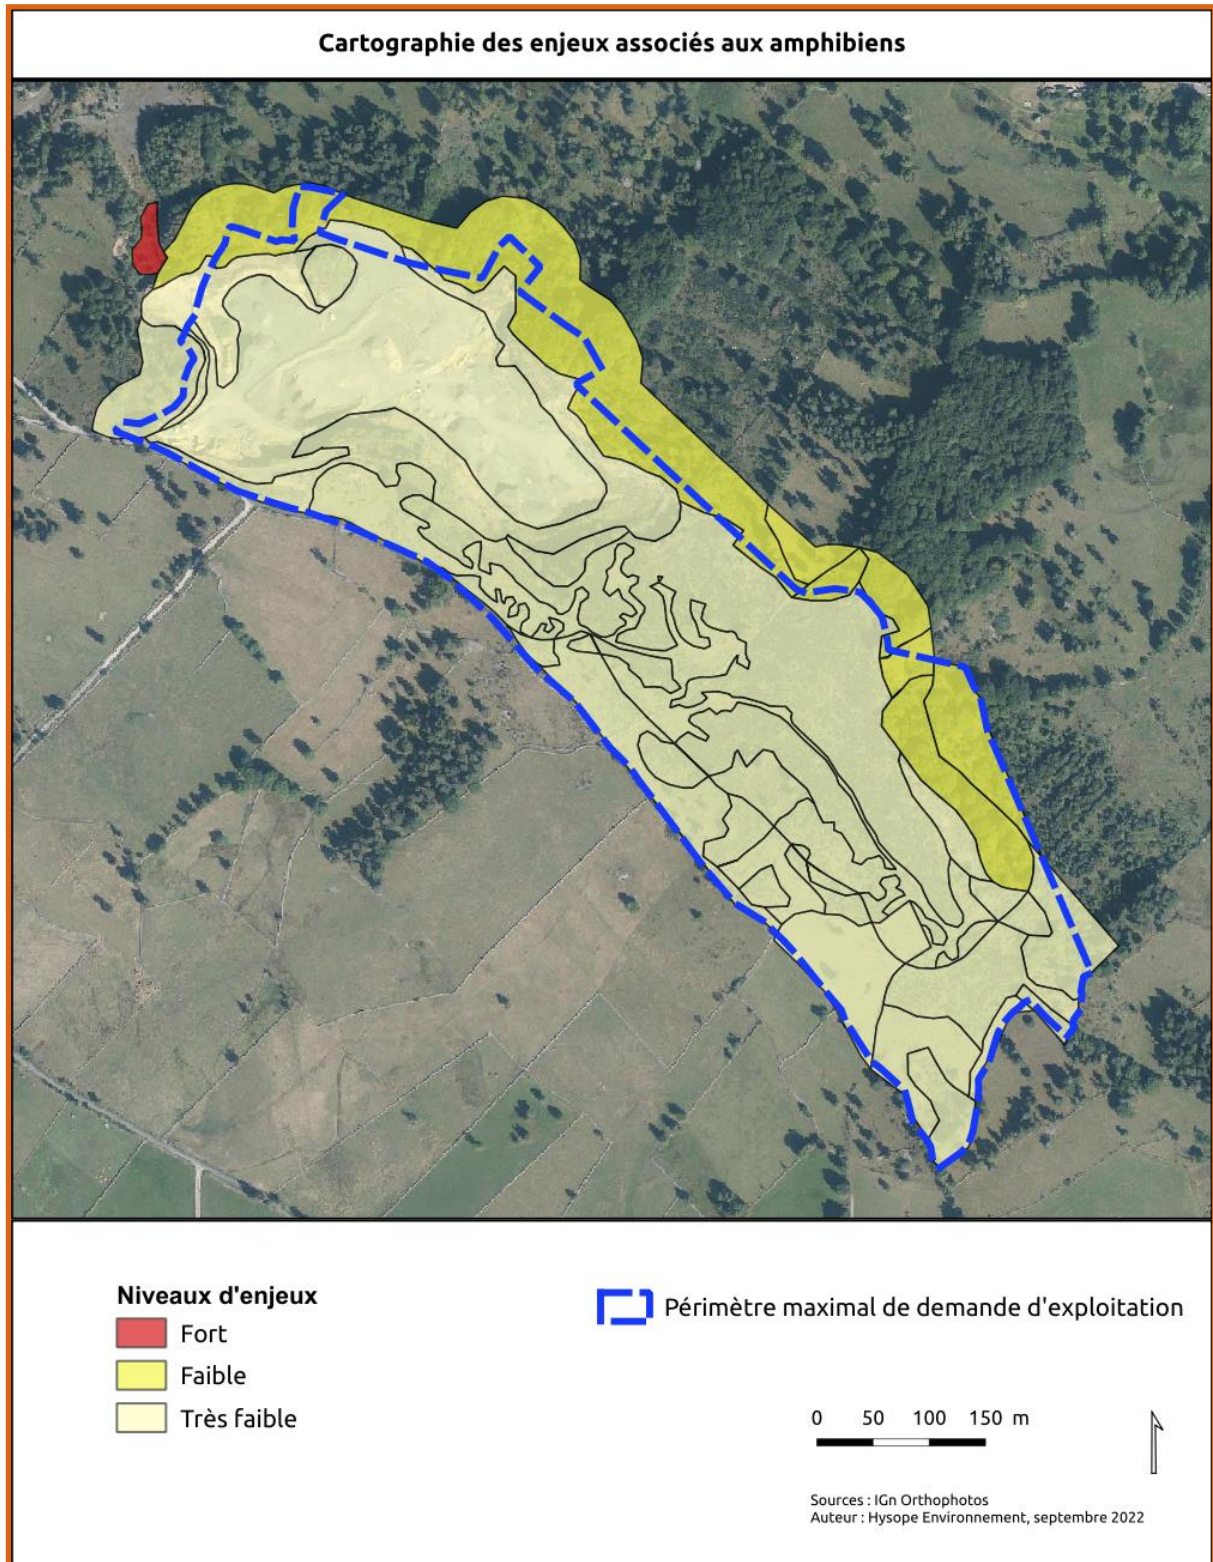 Cartographie des enjeux associés aux amphibiens
Niveaux d'enjeux
Fort
Faible
Très faible
Périmètre maximal de demande d'exploitation
0 50 100 150 m
Sources : IGn Orthophotos
Auteur : Hysope Environnement, septembre 2022